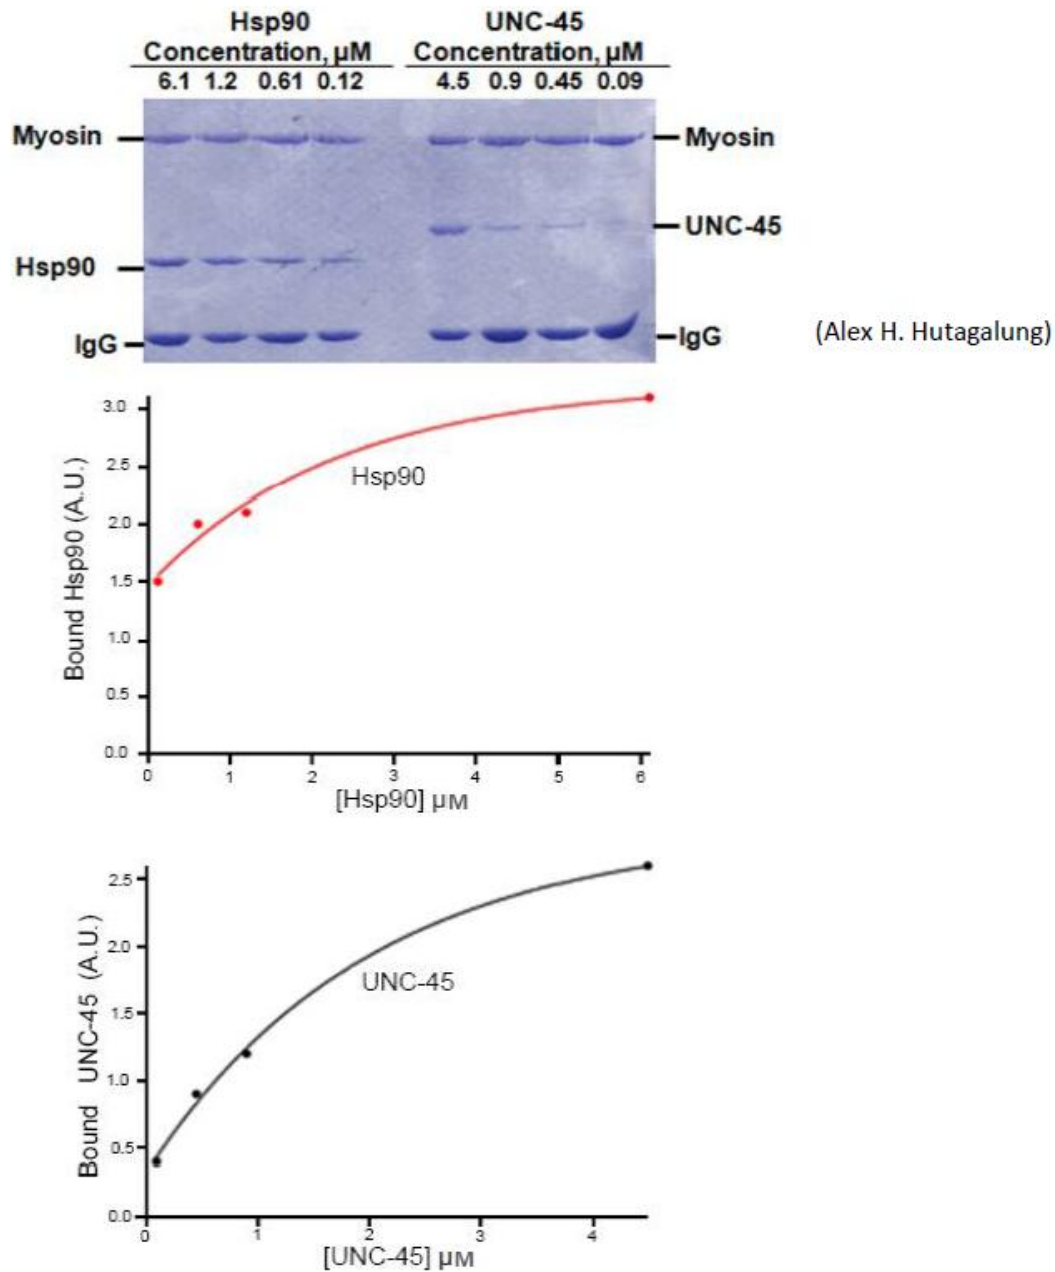 Hsp90 UNC-45
Concentration, µM Concentration, µM
6.1 1.2 0.61 0.12 4.5 0.9 0.45 0.09
Myosin Myosin
UNC-45
Hsp90
IgG IgG
(Alex H. Hutagalung)
3.0
2.5
Hsp90
2.0
1.5
1.0
0.5
0.0
Bound Hsp90 (A.U.)
0 1 2 3 4 5 6
[Hsp90] µM
2.5
2.0
UNC-45
1.5
1.0
0.5
0.0
Bound UNC-45 (A.U.)
0 1 2 3 4
[UNC-45] µM